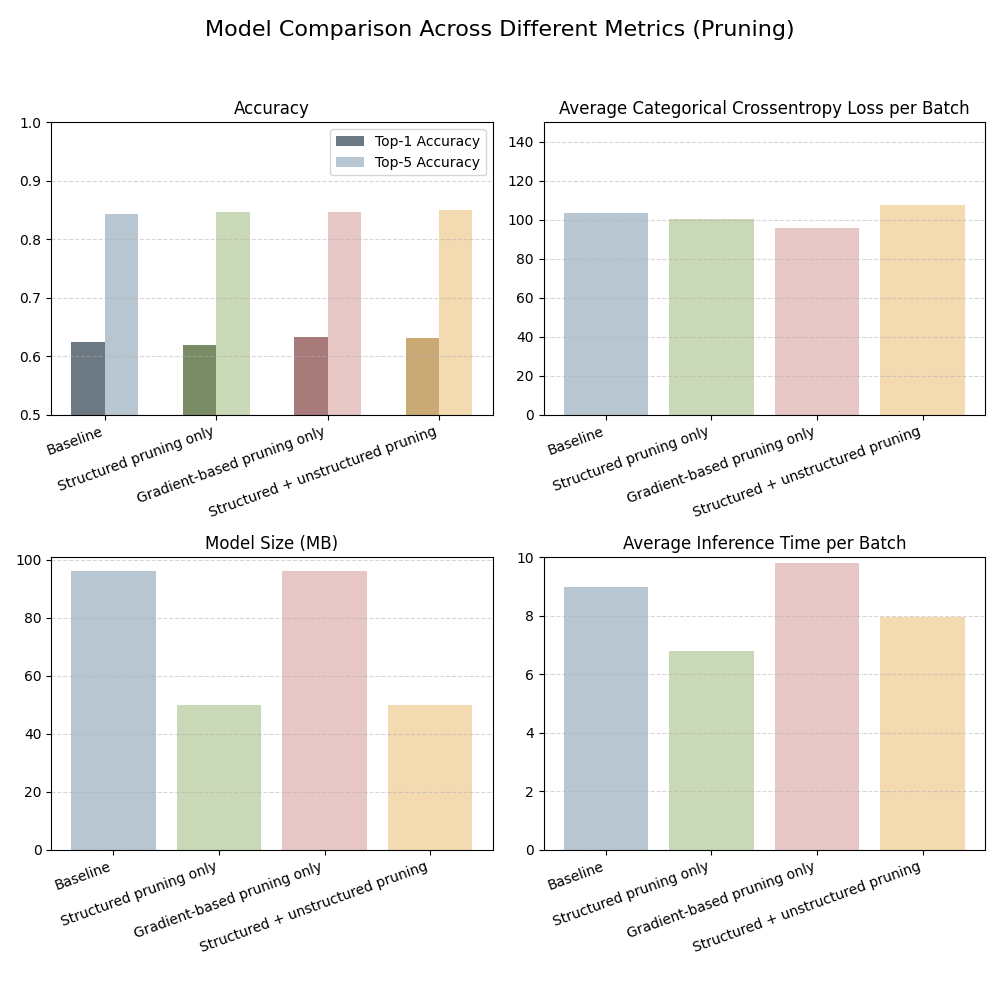 Model Comparison Across Different Metrics (Pruning)
Accuracy
1.0
0.9
0.8
0.7
0.6
0.5
Top-1 Accuracy
Top-5 Accuracy
Baseline
Structured pruning only
Gradient-based pruning only
Structured + unstructured pruning
Average Categorical Crossentropy Loss per Batch
140
120
100
80
60
40
20
0
Baseline
Structured pruning only
Gradient-based pruning only
Structured + unstructured pruning
Model Size (MB)
100
80
60
40
20
0
Baseline
Structured pruning only
Gradient-based pruning only
Structured + unstructured pruning
Average Inference Time per Batch
10
8
6
4
2
0
Baseline
Structured pruning only
Gradient-based pruning only
Structured + unstructured pruning